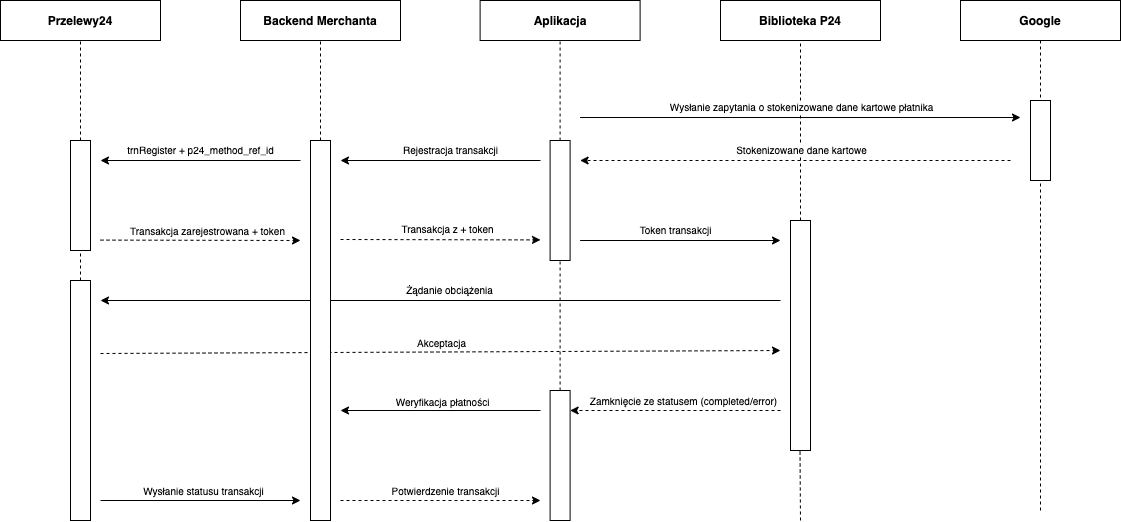 Przelewy24
Backend Merchanta
Aplikacja
Biblioteka P24
Google
Wysłanie zapytania o stokenizowane dane kartowe płatnika
trnRegister + p24_method_ref_id
Rejestracja transakcji
Stokenizowane dane kartowe
Transakcja zarejestrowana + token
Transakcja z + token
Token transakcji
Żądanie obciążenia
Akceptacja
Weryfikacja płatności
Zamknięcie ze statusem (completed/error)
Wysłanie statusu transakcji
Potwierdzenie transakcji